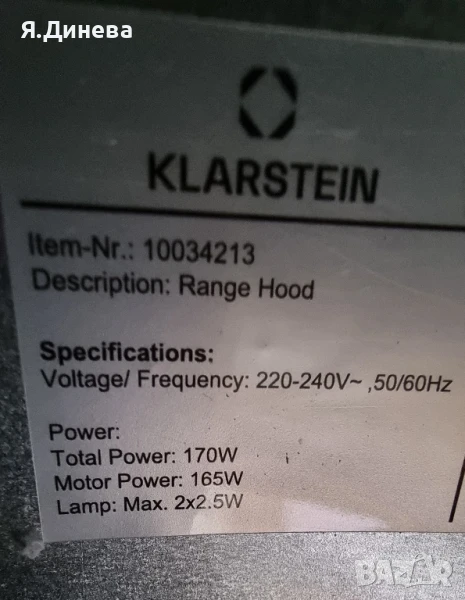 Я.Динева
KLARSTEIN
Item-Nr.: 10034213
Description: Range Hood
Specifications:
Voltage/ Frequency: 220-240V~ ,50/60Hz
Power:
Total Power: 170W
Motor Power: 165W
Lamp: Max. 2x2.5W
BAZAR